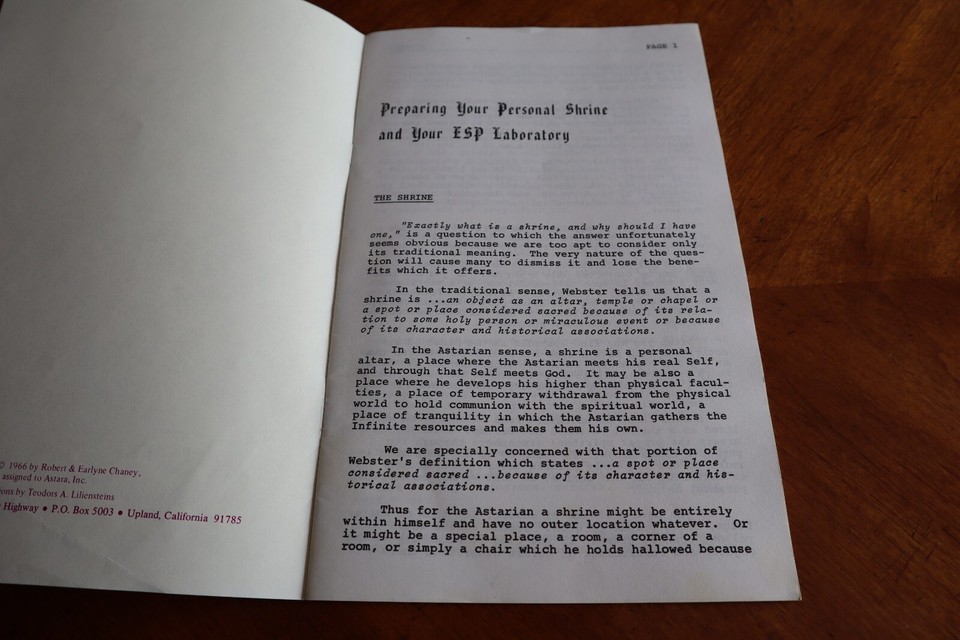 © 1966 by Robert & Earlyne Chaney,
assigned to Astara, Inc.
ons by Teodors A. Liliensteins
Highway • P.O. Box 5003 • Upland, California 91785
PAGE 1
Preparing Your Personal Shrine
and Your ESP Laboratory
THE SHRINE
"Exactly what is a shrine, and why should I have
one," is a question to which the answer unfortunately
seems obvious because we are too apt to consider only
its traditional meaning. The very nature of the ques-
tion will cause many to dismiss it and lose the bene-
fits which it offers.
In the traditional sense, Webster tells us that a
shrine is ...an object as an altar, temple or chapel or
a spot or place considered sacred because of its rela-
tion to some holy person or miraculous event or because
of its character and historical associations.
In the Astarian sense, a shrine is a personal
altar, a place where the Astarian meets his real Self,
and through that Self meets God. It may be also a
place where he develops his higher than physical facul-
ties, a place of temporary withdrawal from the physical
world to hold communion with the spiritual world, a
place of tranquility in which the Astarian gathers the
Infinite resources and makes them his own.
We are specially concerned with that portion of
Webster's definition which states ...a spot or place
considered sacred ...because of its character and his-
torical associations.
Thus for the Astarian a shrine might be entirely
within himself and have no outer location whatever. Or
it might be a special place, a room, a corner of a
room, or simply a chair which he holds hallowed because